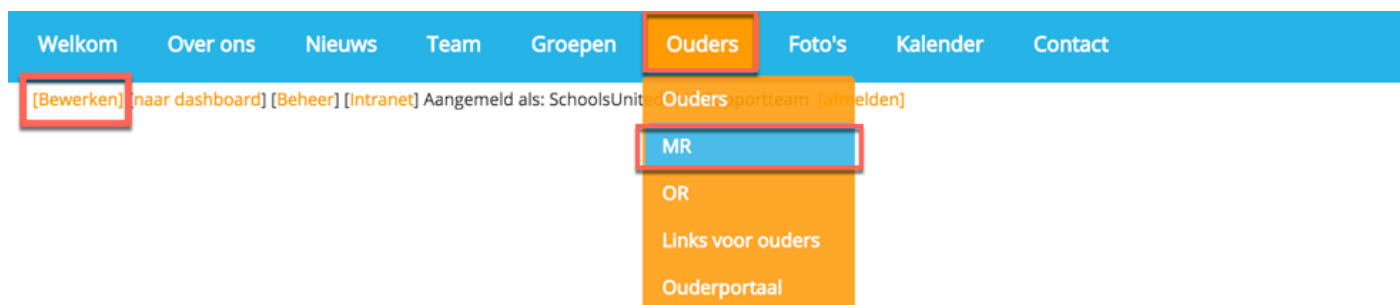 Welkom Over ons Nieuws Team Groepen Ouders Foto's Kalender Contact
[Bewerken] [naar dashboard] [Beheer] [Intranet] Aangemeld als: SchoolsUnited [afmelden]
Ouders
MR
OR
Links voor ouders
Ouderportaal